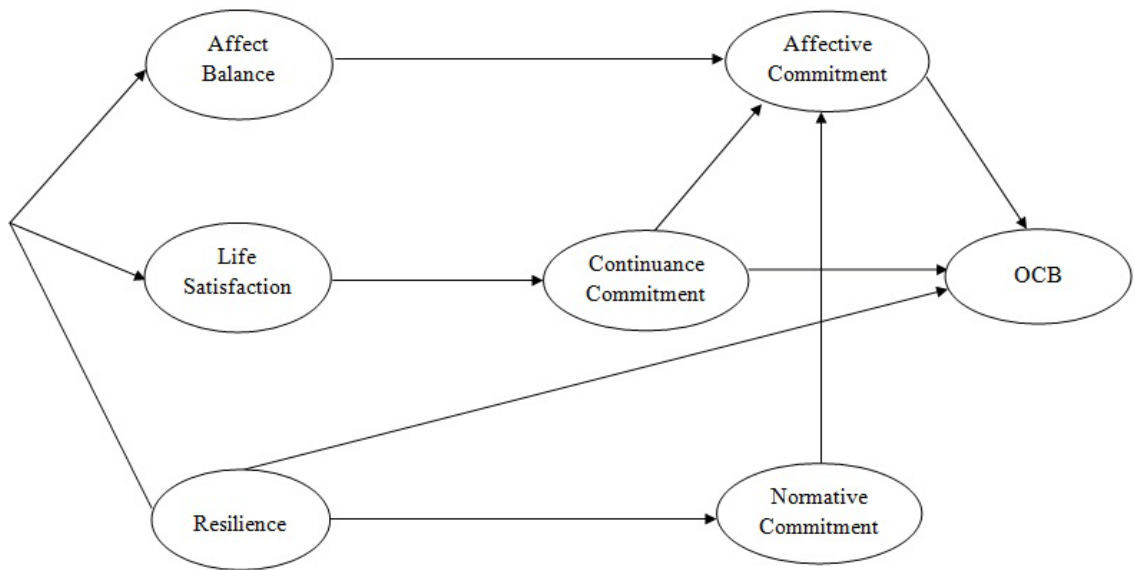 Affect
Balance
Affective
Commitment
Life
Satisfaction
Continuance
Commitment
OCB
Resilience
Normative
Commitment